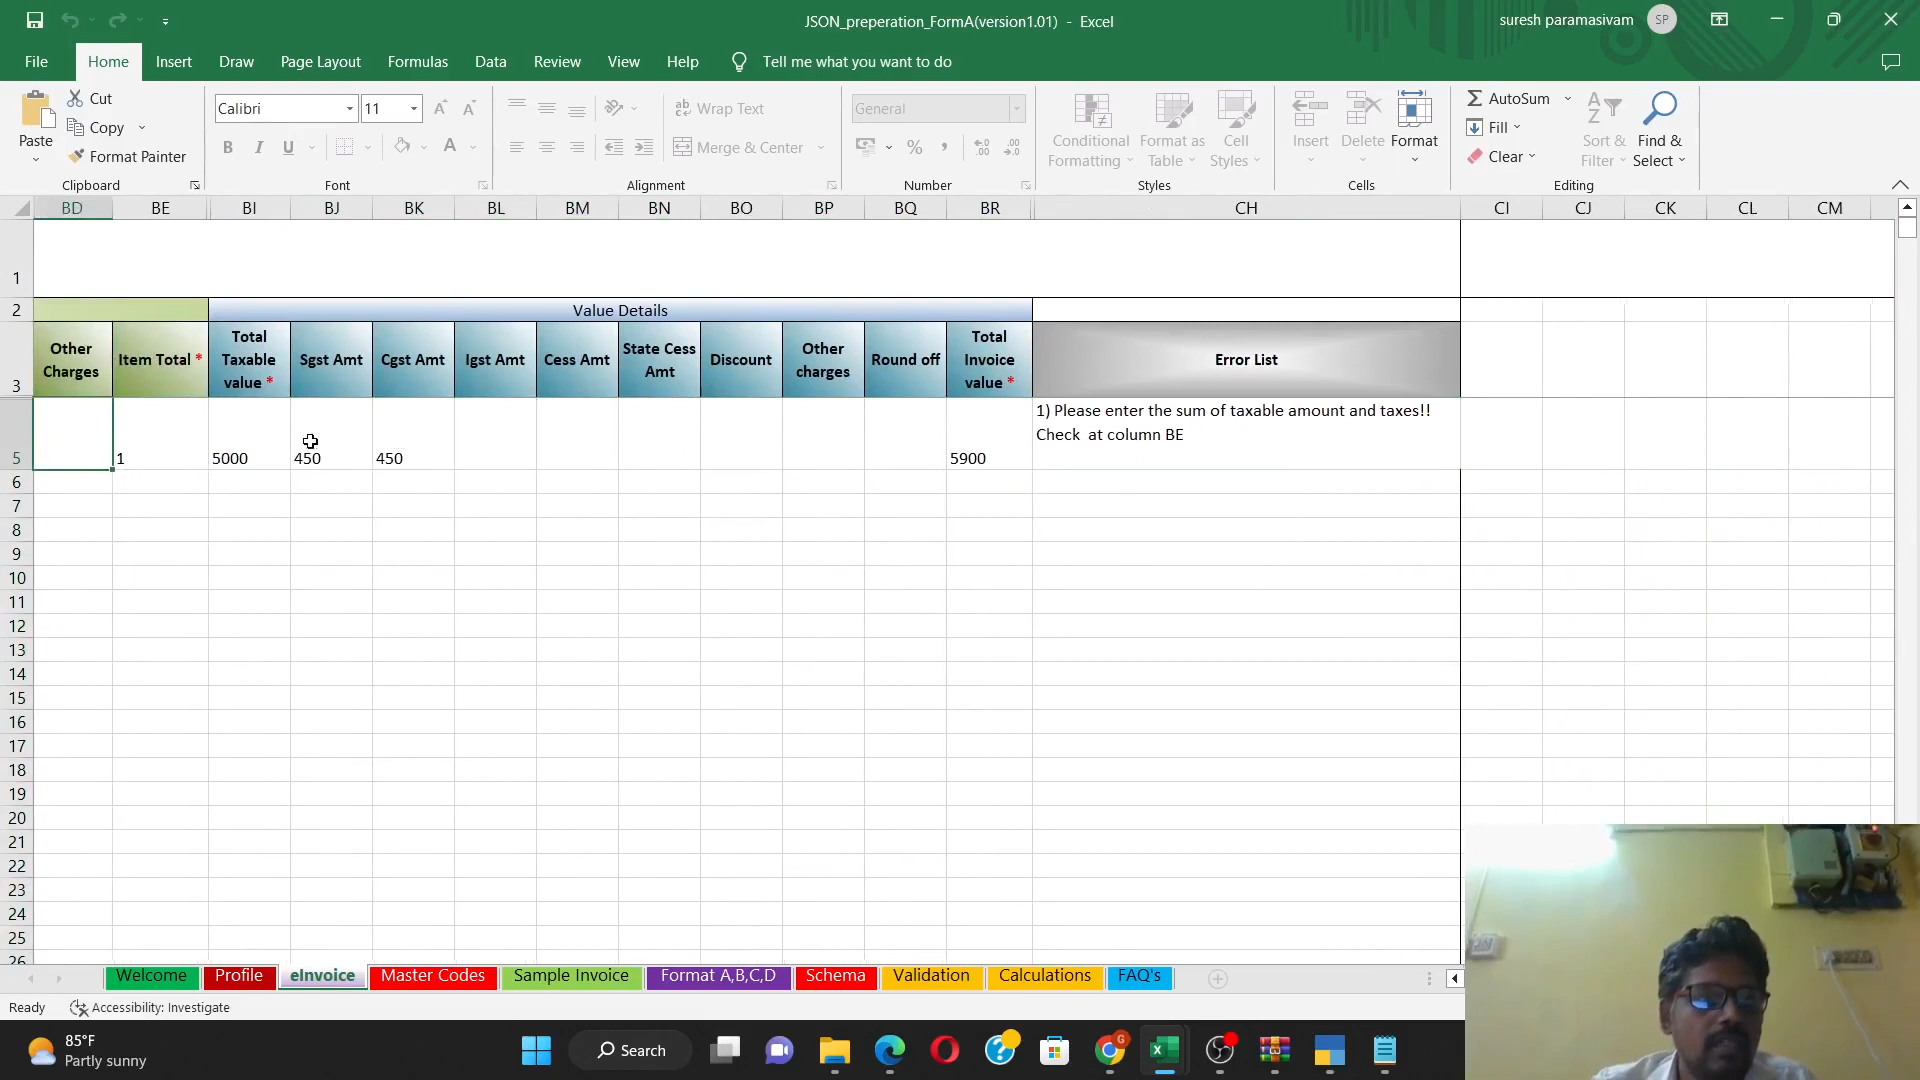 JSON_preperation_FormA(version1.01) - Excel
suresh paramasivam
SP
File Home Insert Draw Page Layout Formulas Data Review View Help Tell me what you want to do
Paste
Cut
Copy
Format Painter
Clipboard
Calibri 11
B I U
Font
ab Wrap Text
Merge & Center
Alignment
General
Number
Conditional Formatting
Format as Table
Cell Styles
Styles
Insert
Delete
Format
Cells
AutoSum
Fill
Clear
Sort & Filter
Find & Select
Editing
BD BE BI BJ BK BL BM BN BO BP BQ BR CH CI CJ CK CL CM
1
2 Value Details
3 Other Charges Item Total * Total Taxable value * Sgst Amt Cgst Amt Igst Amt Cess Amt State Cess Amt Discount Other charges Round off Total Invoice value * Error List
1) Please enter the sum of taxable amount and taxes!!
Check at column BE
5 1 5000 450 450 5900
6
7
8
9
10
11
12
13
14
15
16
17
18
19
20
21
22
23
24
25
26
Welcome Profile eInvoice Master Codes Sample Invoice Format A,B,C,D Schema Validation Calculations FAQ's
Ready Accessibility: Investigate
85°F
Partly sunny
Search
G